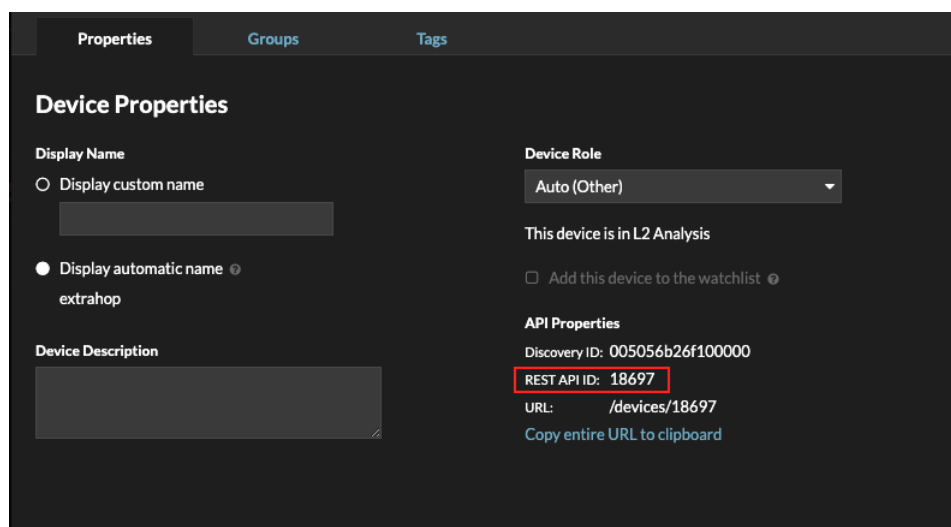 Properties Groups Tags
Device Properties
Display Name
Display custom name
Display automatic name ?
extrahop
Device Description
Device Role
Auto (Other)
This device is in L2 Analysis
Add this device to the watchlist ?
API Properties
Discovery ID: 005056b26f100000
REST API ID: 18697
URL: /devices/18697
Copy entire URL to clipboard